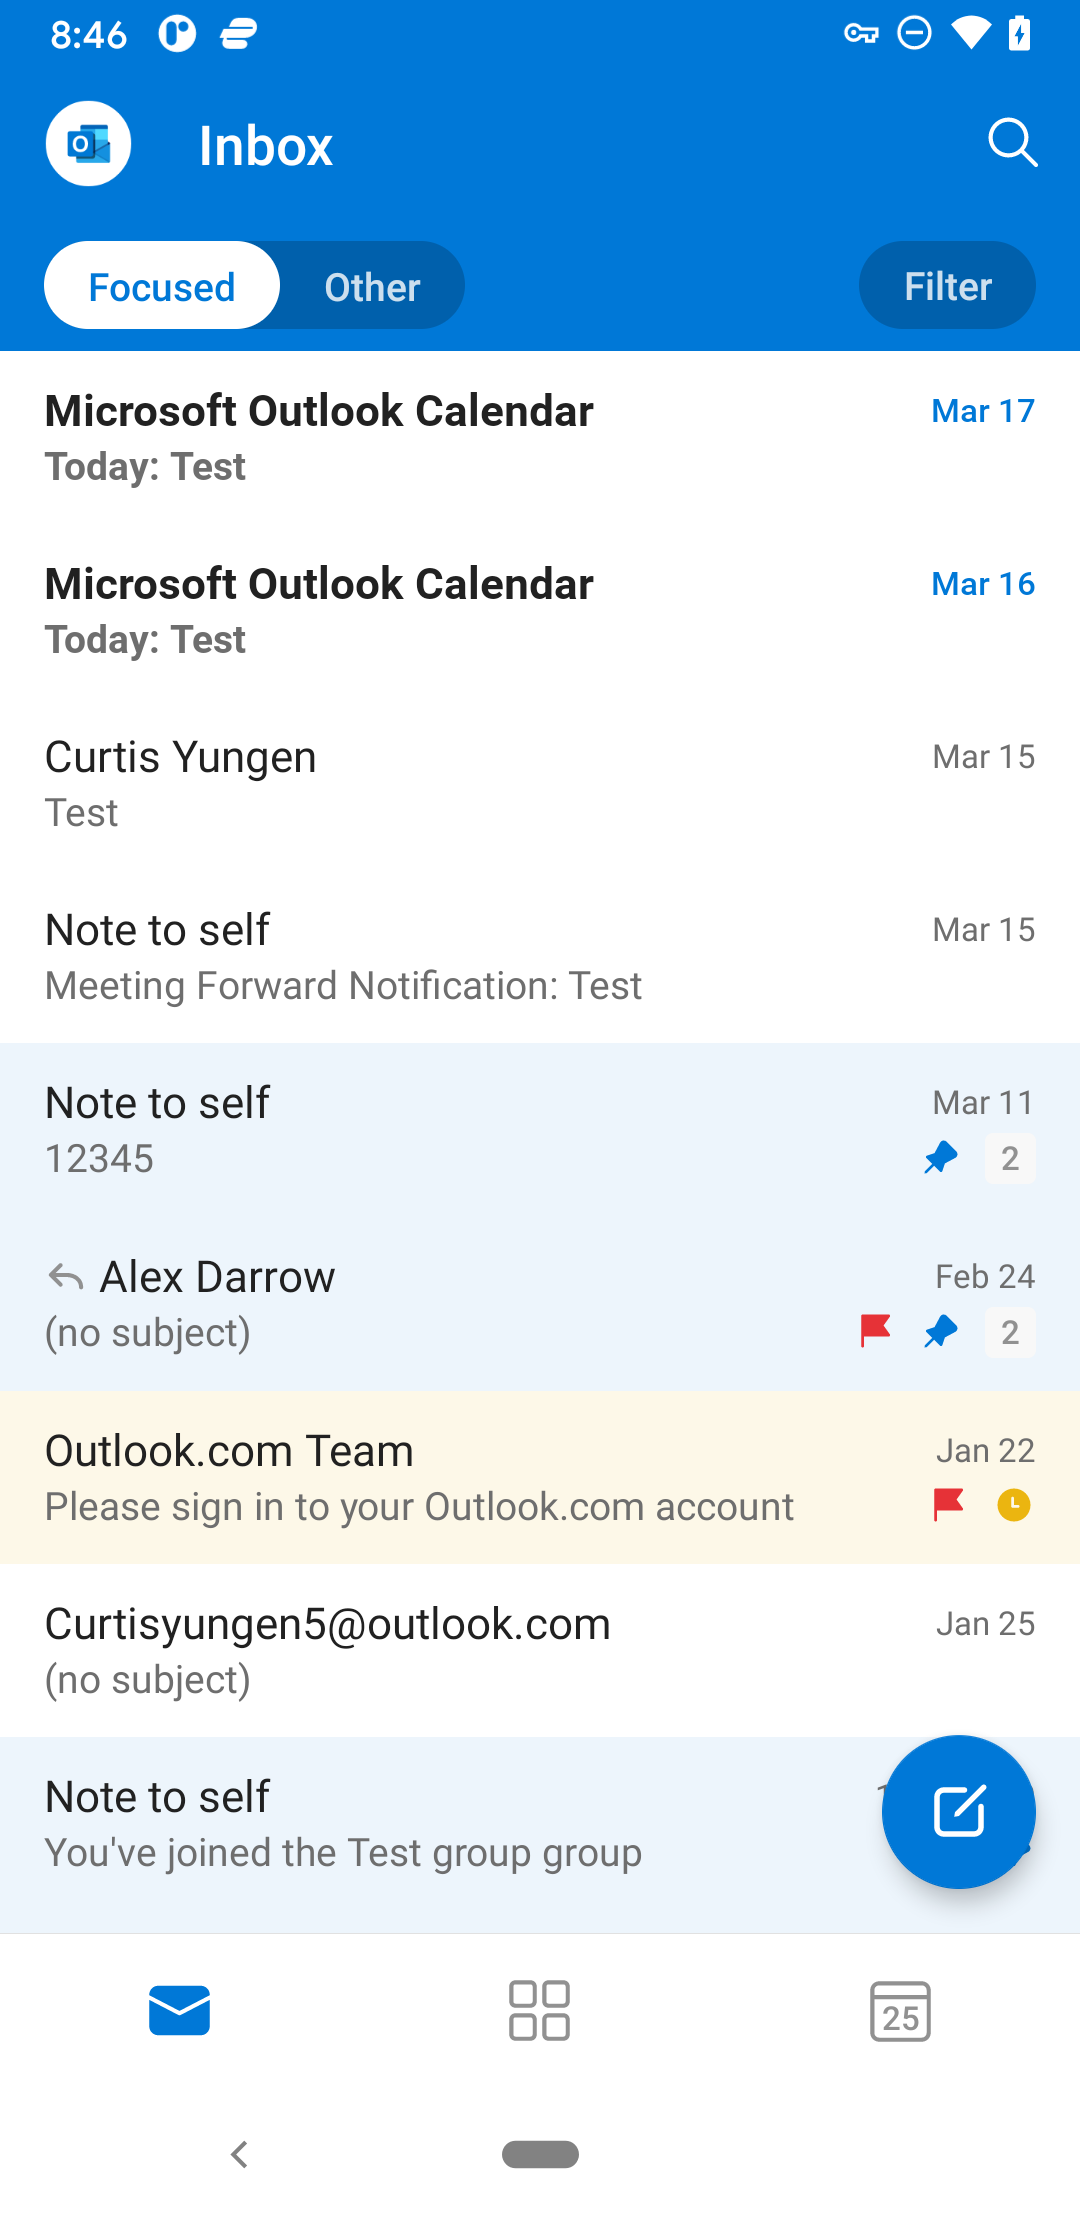 8:46
Inbox
Focused Other Filter
Microsoft Outlook Calendar Mar 17
Today: Test
Microsoft Outlook Calendar Mar 16
Today: Test
Curtis Yungen Mar 15
Test
Note to self Mar 15
Meeting Forward Notification: Test
Note to self Mar 11
12345 2
Alex Darrow Feb 24
(no subject) 2
Outlook.com Team Jan 22
Please sign in to your Outlook.com account
Curtisyungen5@outlook.com Jan 25
(no subject)
Note to self
You've joined the Test group group
25